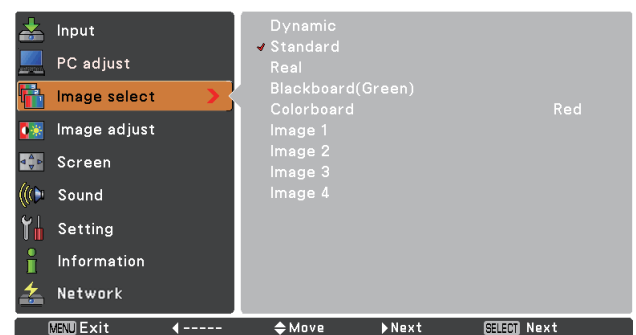 Input
PC adjust
Image select
Image adjust
Screen
Sound
Setting
Information
Network
Dynamic
Standard
Real
Blackboard(Green)
Colorboard Red
Image 1
Image 2
Image 3
Image 4
MENU Exit ----- Move Next SELECT Next